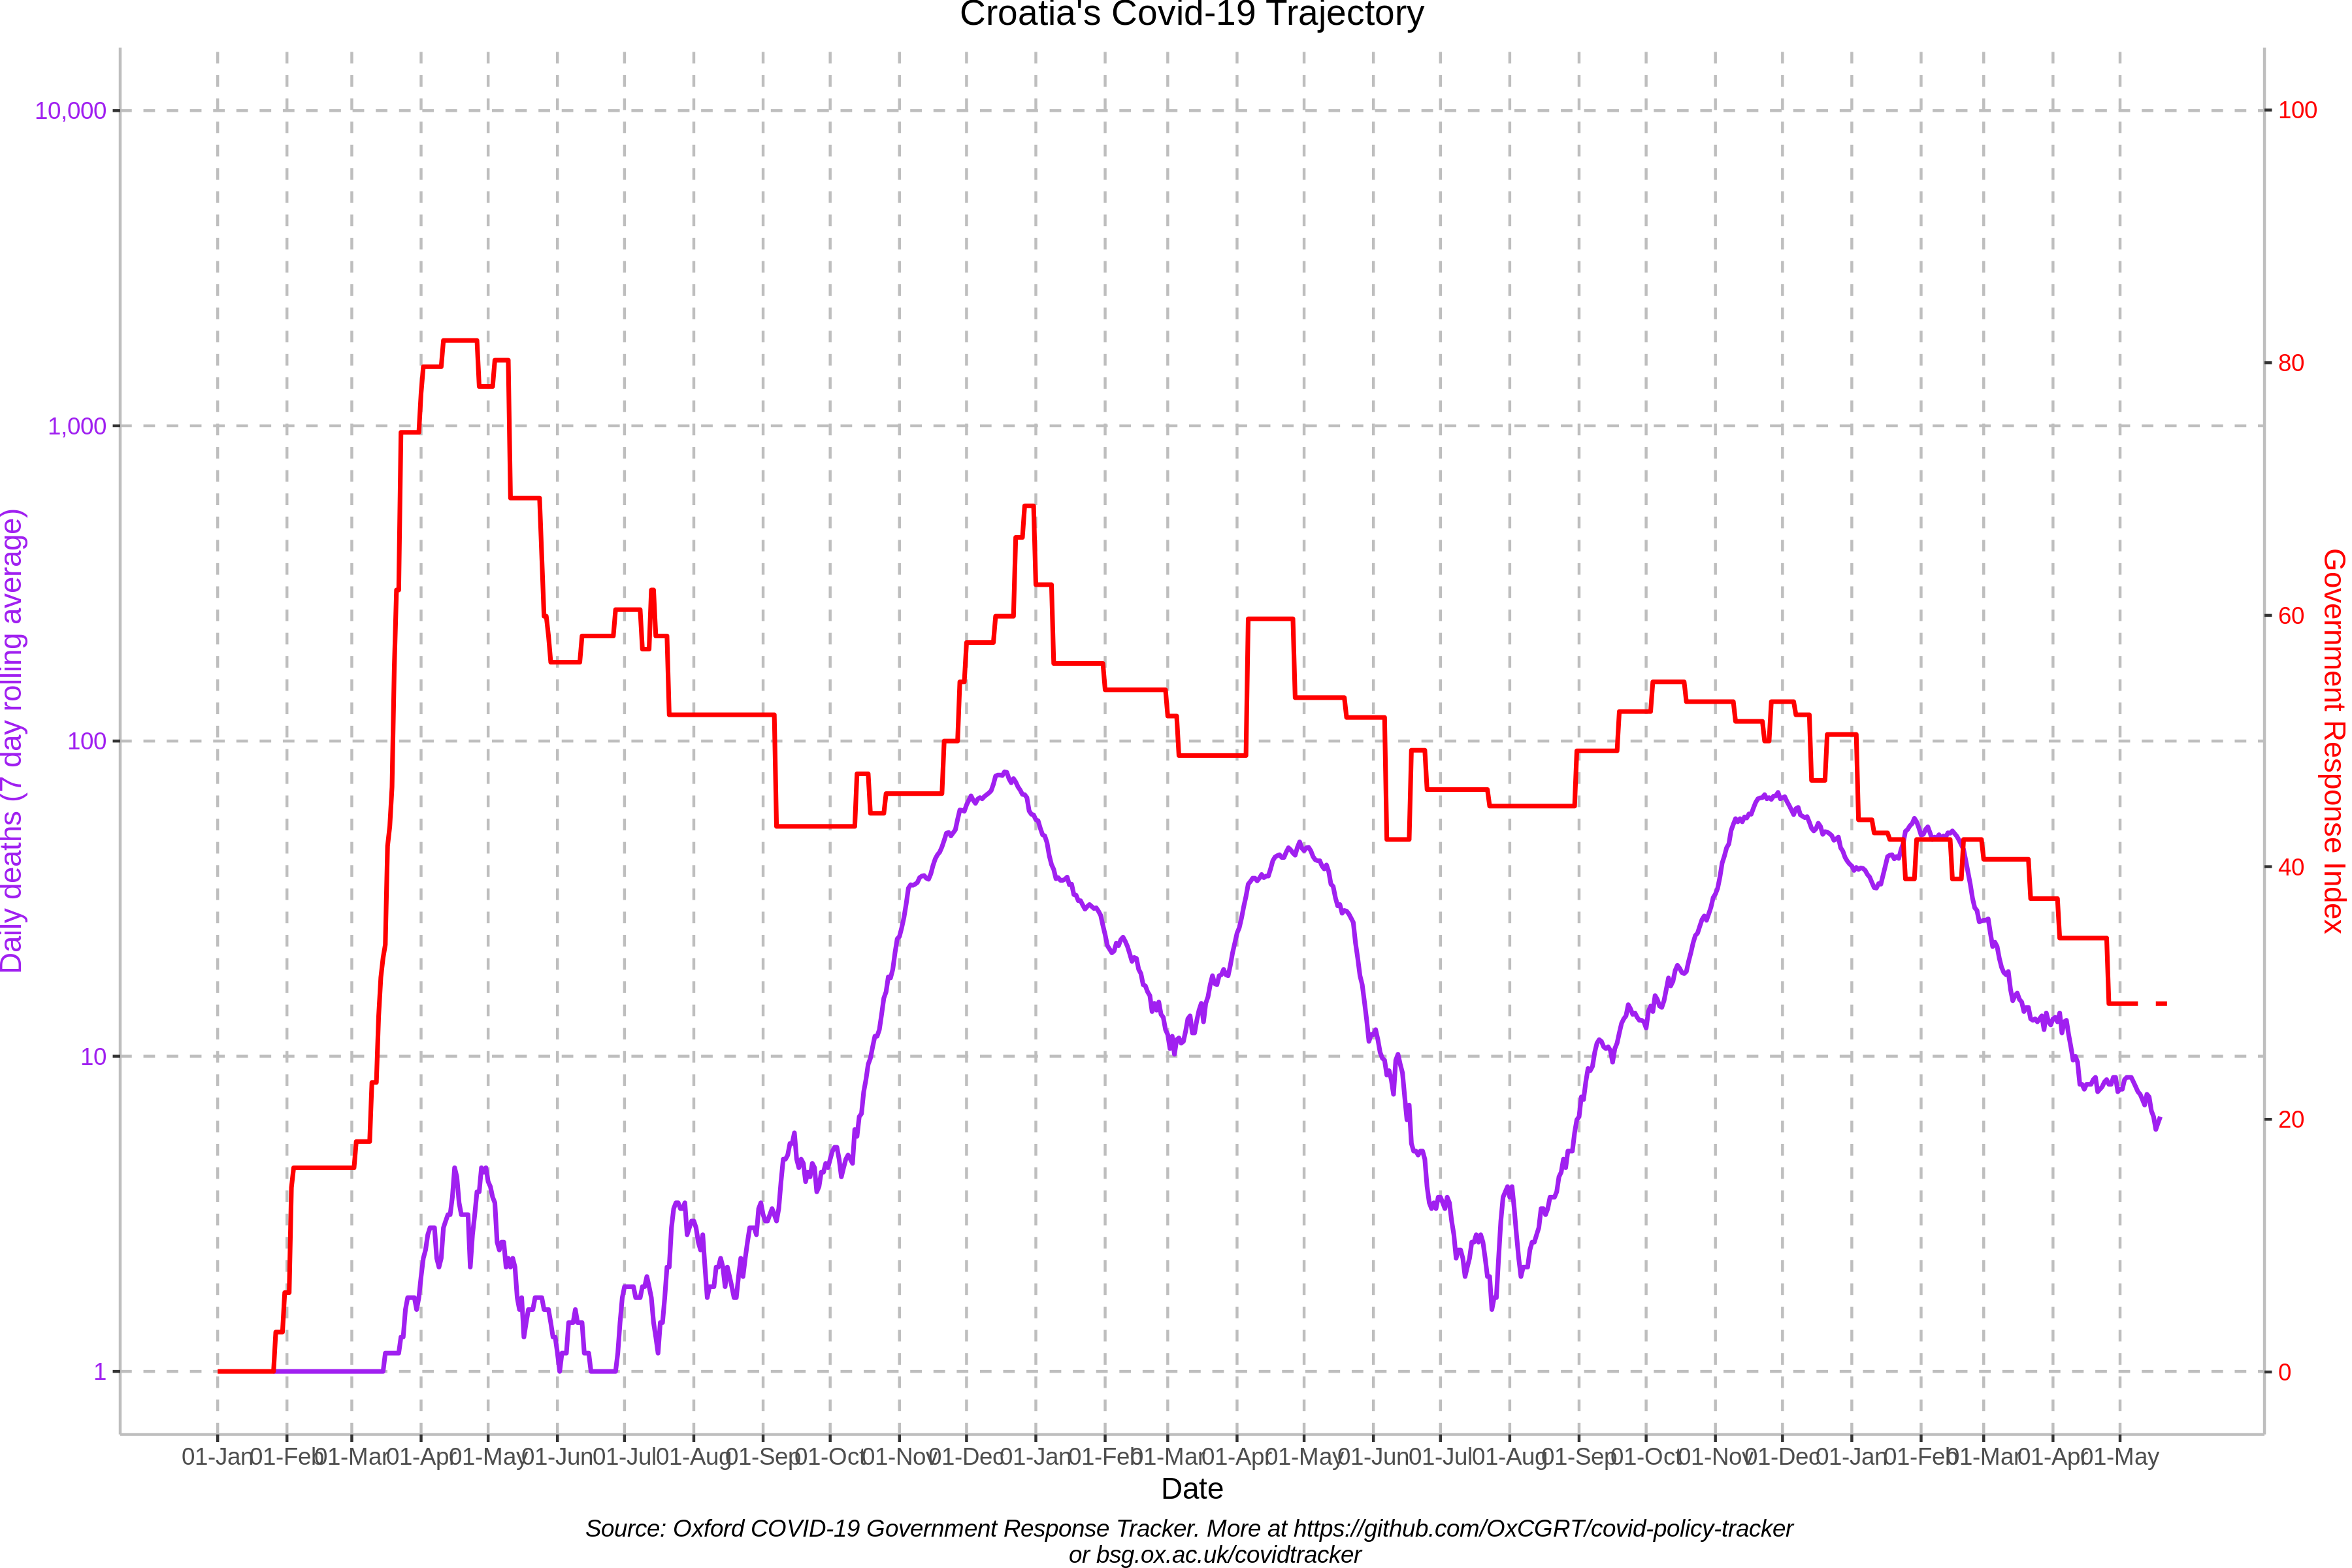 Croatia's Covid-19 Trajectory
10,000
1,000
100
10
1
Daily deaths (7 day rolling average)
100
80
60
40
20
0
Government Response Index
01-Jan 01-Feb 01-Mar 01-Apr 01-May 01-Jun 01-Jul 01-Aug 01-Sep 01-Oct 01-Nov 01-Dec 01-Jan 01-Feb 01-Mar 01-Apr 01-May 01-Jun 01-Jul 01-Aug 01-Sep 01-Oct 01-Nov 01-Dec 01-Jan 01-Feb 01-Mar 01-Apr 01-May
Date
Source: Oxford COVID-19 Government Response Tracker. More at https://github.com/OxCGRT/covid-policy-tracker
or bsg.ox.ac.uk/covidtracker